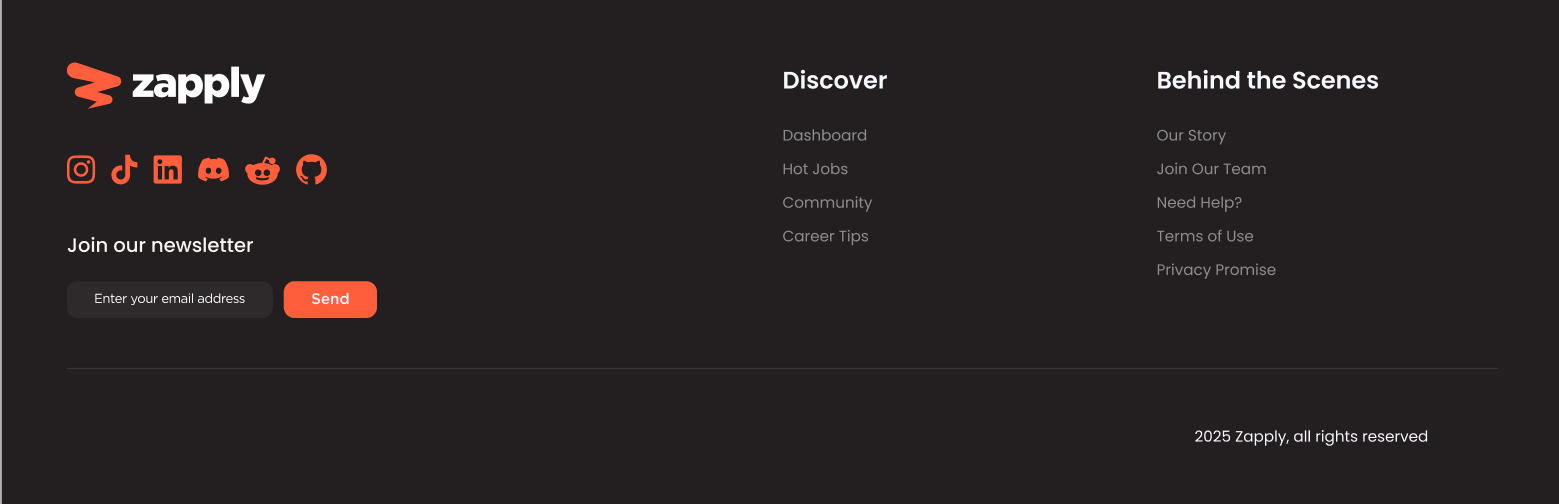 zapply
Join our newsletter
Enter your email address
Send
Discover
Dashboard
Hot Jobs
Community
Career Tips
Behind the Scenes
Our Story
Join Our Team
Need Help?
Terms of Use
Privacy Promise
2025 Zapply, all rights reserved